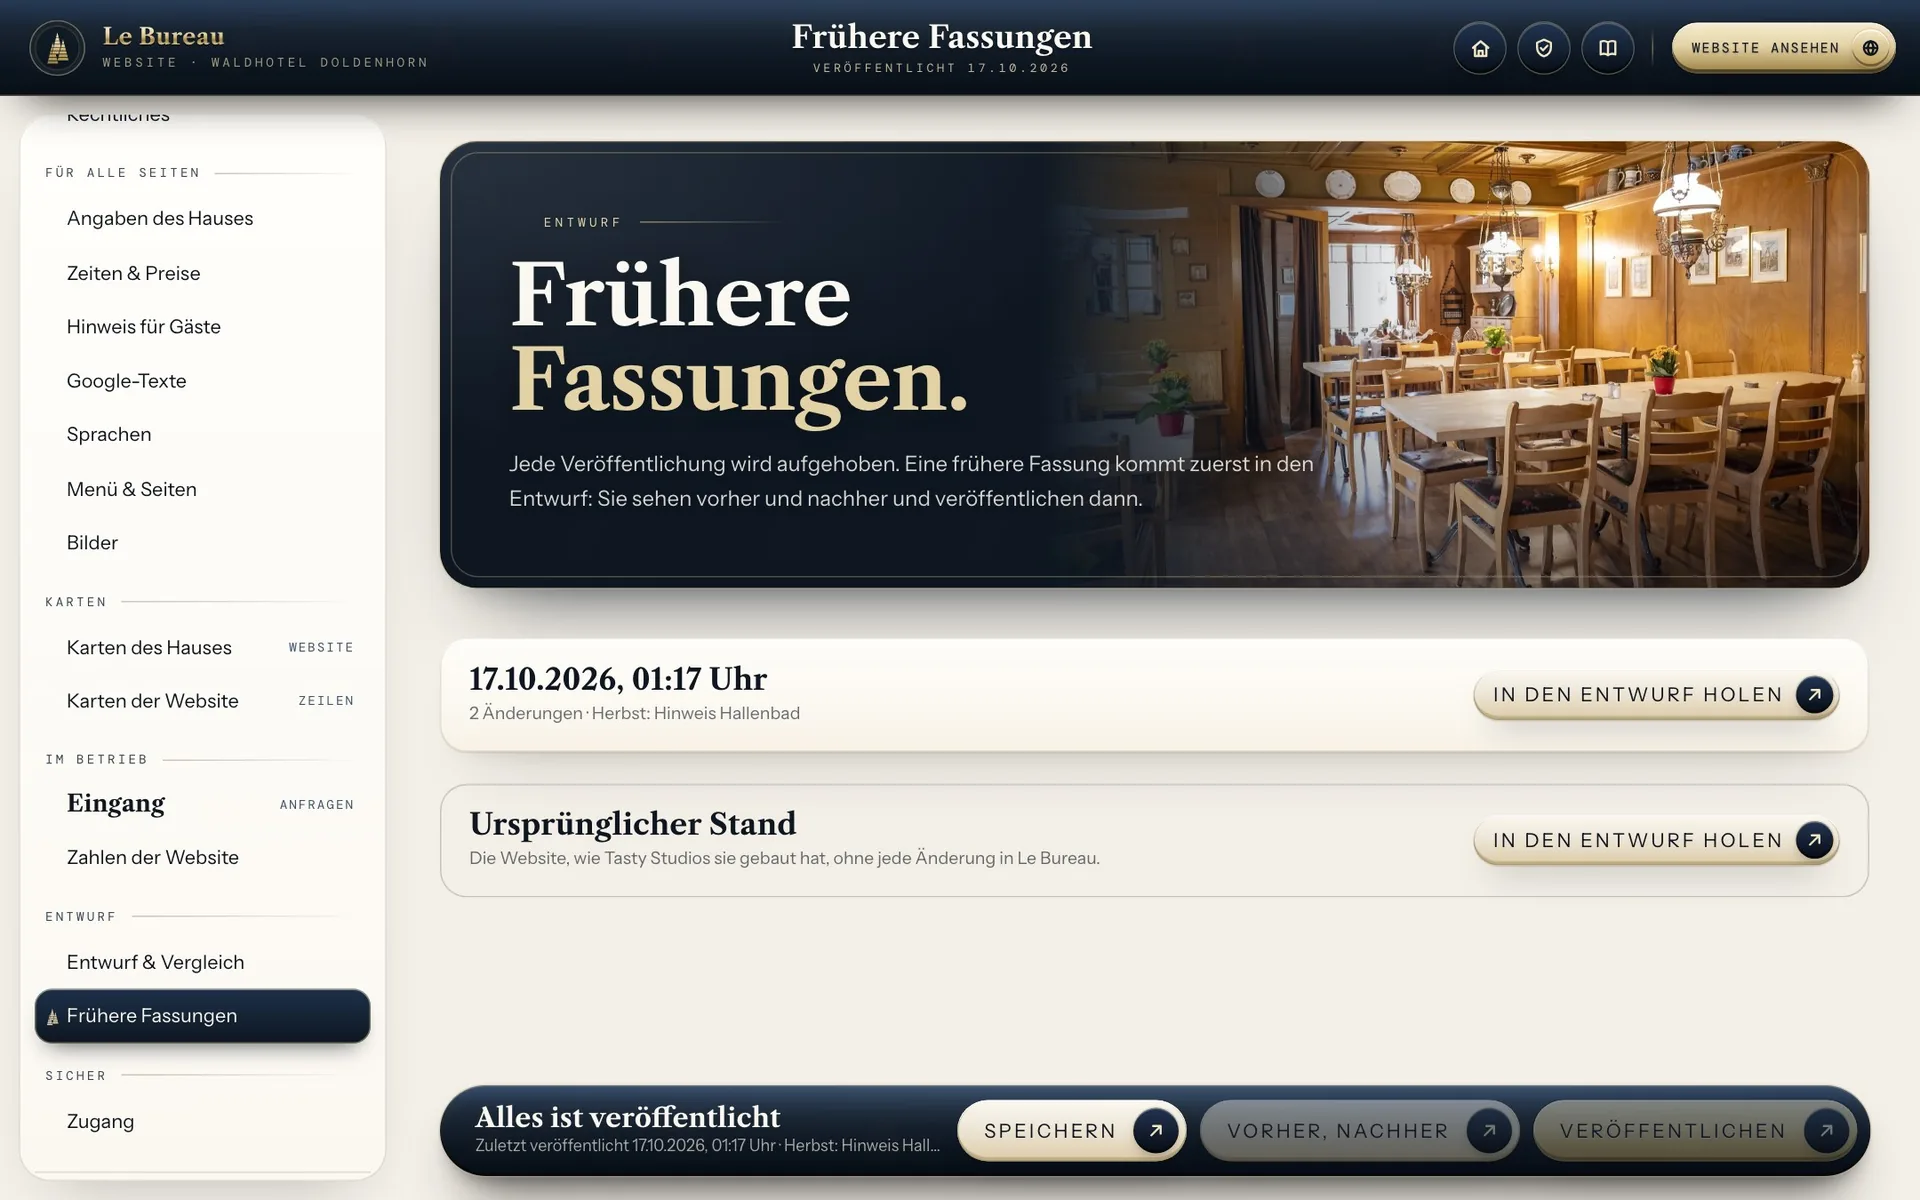 Le Bureau
WEBSITE · WALDHOTEL DOLDENHORN
Frühere Fassungen
VERÖFFENTLICHT 17.10.2026
WEBSITE ANSEHEN
Rechtliches
FÜR ALLE SEITEN
Angaben des Hauses
Zeiten & Preise
Hinweis für Gäste
Google-Texte
Sprachen
Menü & Seiten
Bilder
KARTEN
Karten des Hauses WEBSITE
Karten der Website ZEILEN
IM BETRIEB
Eingang ANFRAGEN
Zahlen der Website
ENTWURF
Entwurf & Vergleich
Frühere Fassungen
SICHER
Zugang
ENTWURF
Frühere
Fassungen.
Jede Veröffentlichung wird aufgehoben. Eine frühere Fassung kommt zuerst in den
Entwurf: Sie sehen vorher und nachher und veröffentlichen dann.
17.10.2026, 01:17 Uhr
2 Änderungen · Herbst: Hinweis Hallenbad
IN DEN ENTWURF HOLEN
Ursprünglicher Stand
Die Website, wie Tasty Studios sie gebaut hat, ohne jede Änderung in Le Bureau.
IN DEN ENTWURF HOLEN
Alles ist veröffentlicht
Zuletzt veröffentlicht 17.10.2026, 01:17 Uhr · Herbst: Hinweis Hall…
SPEICHERN
VORHER, NACHHER
VERÖFFENTLICHEN